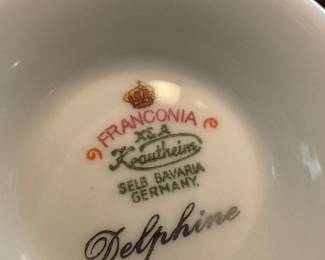 FRANCONIA
K & A
Krautheim
SELB BAVARIA
GERMANY.
Delphine